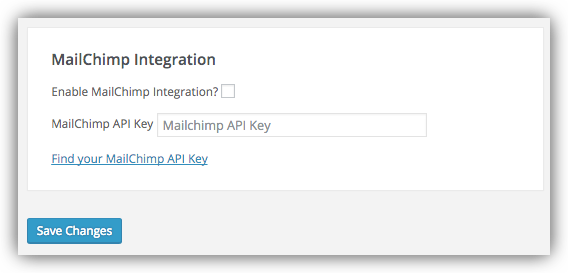 MailChimp Integration
Enable MailChimp Integration?
MailChimp API Key Mailchimp API Key
Find your MailChimp API Key
Save Changes